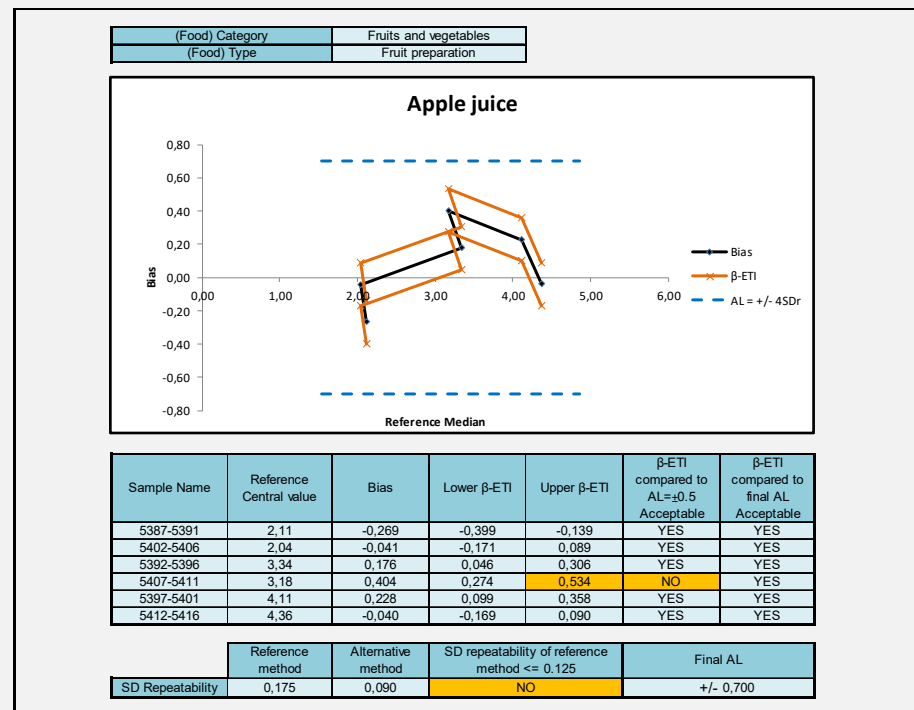 (Food) Category Fruits and vegetables
(Food) Type Fruit preparation
Apple juice
0,80
0,60
0,40
0,20
0,00
-0,20
-0,40
-0,60
-0,80
0,00 1,00 2,00 3,00 4,00 5,00 6,00
Bias
Reference Median
Bias
β-ETI
AL = +/- 4SDr
Sample Name Reference Central value Bias Lower β-ETI Upper β-ETI β-ETI compared to AL=±0.5 Acceptable β-ETI compared to final AL Acceptable
5387-5391 2,11 -0,269 -0,399 -0,139 YES YES
5402-5406 2,04 -0,041 -0,171 0,089 YES YES
5392-5396 3,34 0,176 0,046 0,306 YES YES
5407-5411 3,18 0,404 0,274 0,534 NO YES
5397-5401 4,11 0,228 0,099 0,358 YES YES
5412-5416 4,36 -0,040 -0,169 0,090 YES YES
Reference method Alternative method SD repeatability of reference method <= 0.125 Final AL
SD Repeatability 0,175 0,090 NO +/- 0,700